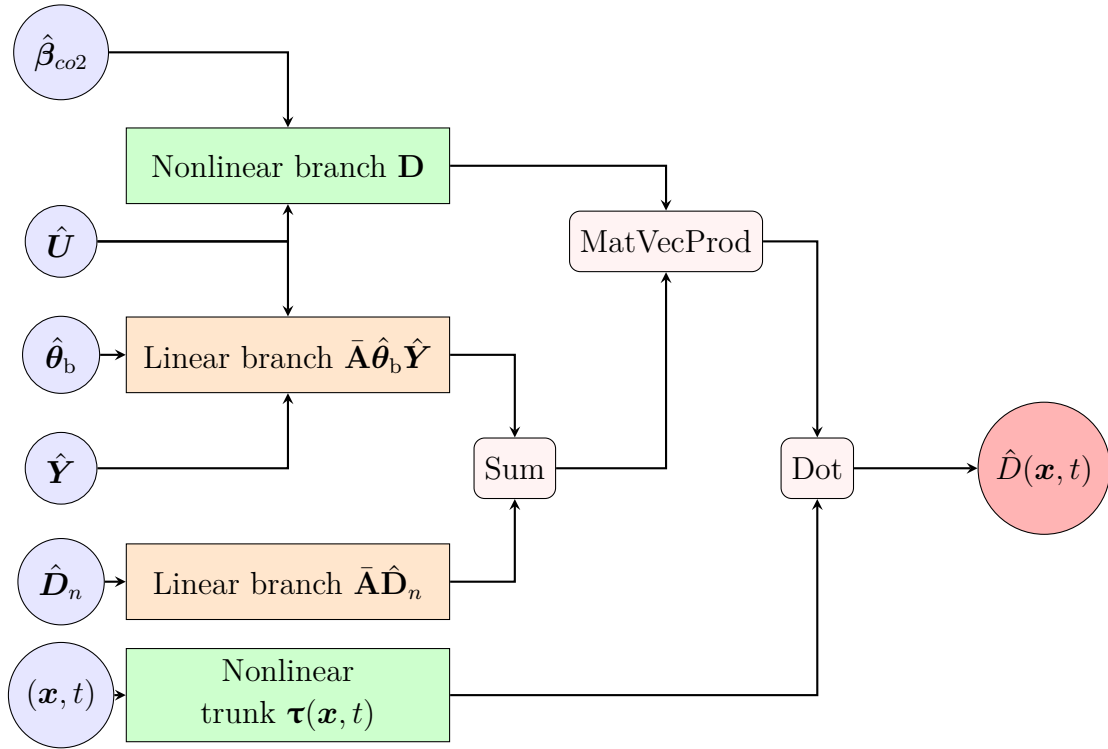 β̂_co2
Nonlinear branch D
Û
MatVecProd
θ̂_b
Linear branch Āθ̂_bŶ
Ŷ
Sum
Dot
D̂(x, t)
D̂_n
Linear branch ĀD̂_n
(x, t)
Nonlinear
trunk τ(x, t)